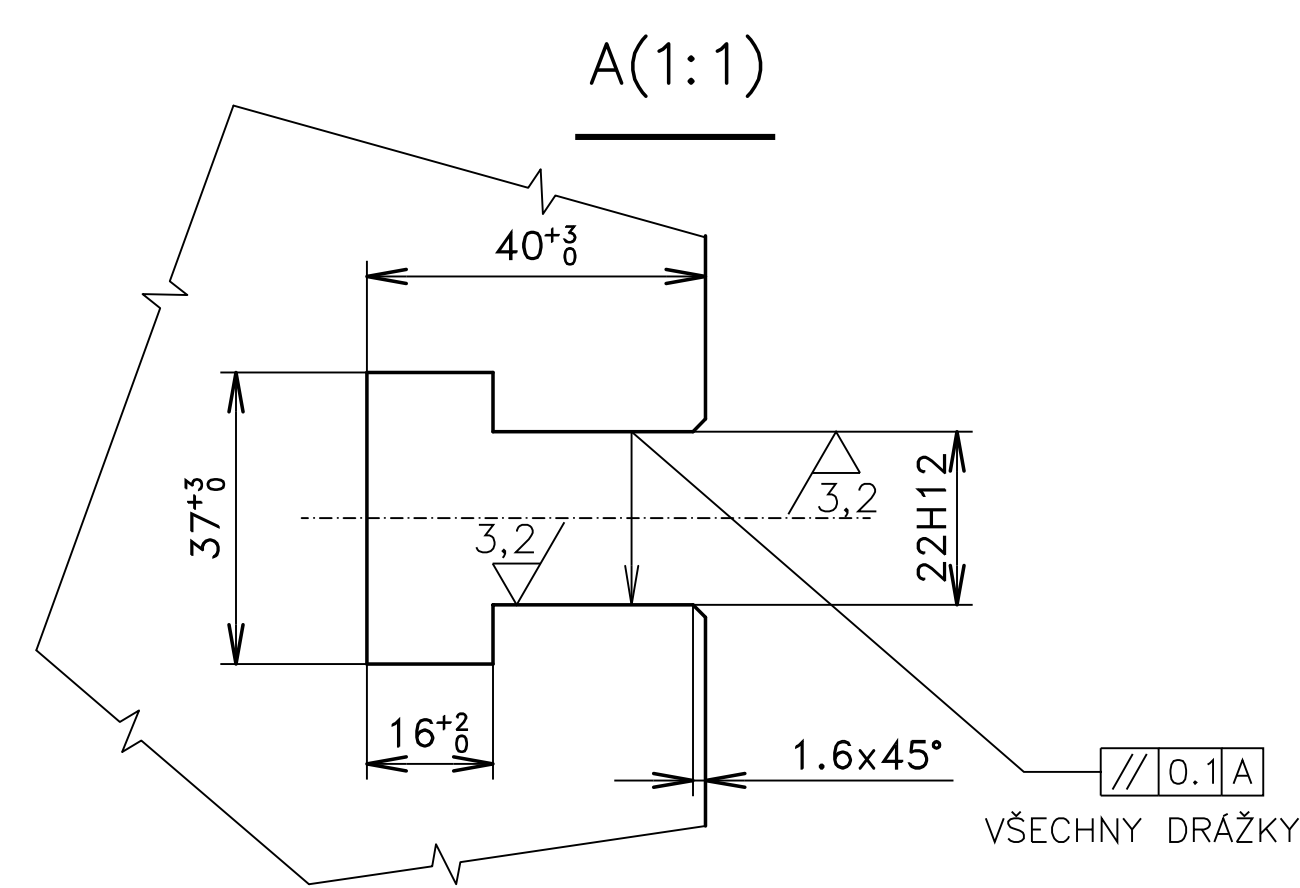 A(1:1)
40 +3 0
37 +3 0
3,2
3,2
22H12
16 +2 0
1.6x45°
// 0.1 A
VŠECHNY DRÁŽKY